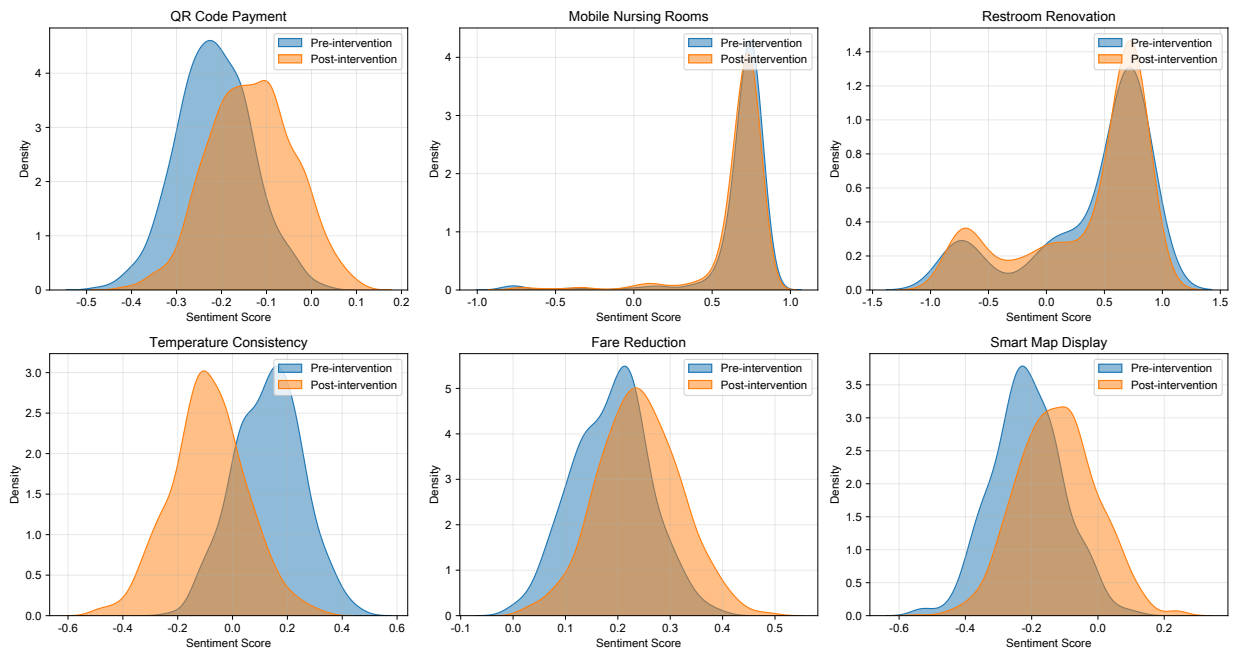 QR Code Payment
Density
4
3
2
1
0
-0.5 -0.4 -0.3 -0.2 -0.1 0.0 0.1 0.2
Sentiment Score
Pre-intervention
Post-intervention
Mobile Nursing Rooms
Density
4
3
2
1
0
-1.0 -0.5 0.0 0.5 1.0
Sentiment Score
Pre-intervention
Post-intervention
Restroom Renovation
Density
1.4
1.2
1.0
0.8
0.6
0.4
0.2
0.0
-1.5 -1.0 -0.5 0.0 0.5 1.0 1.5
Sentiment Score
Pre-intervention
Post-intervention
Temperature Consistency
Density
3.0
2.5
2.0
1.5
1.0
0.5
0.0
-0.6 -0.4 -0.2 0.0 0.2 0.4 0.6
Sentiment Score
Pre-intervention
Post-intervention
Fare Reduction
Density
5
4
3
2
1
0
-0.1 0.0 0.1 0.2 0.3 0.4 0.5
Sentiment Score
Pre-intervention
Post-intervention
Smart Map Display
Density
3.5
3.0
2.5
2.0
1.5
1.0
0.5
0.0
-0.6 -0.4 -0.2 0.0 0.2
Sentiment Score
Pre-intervention
Post-intervention